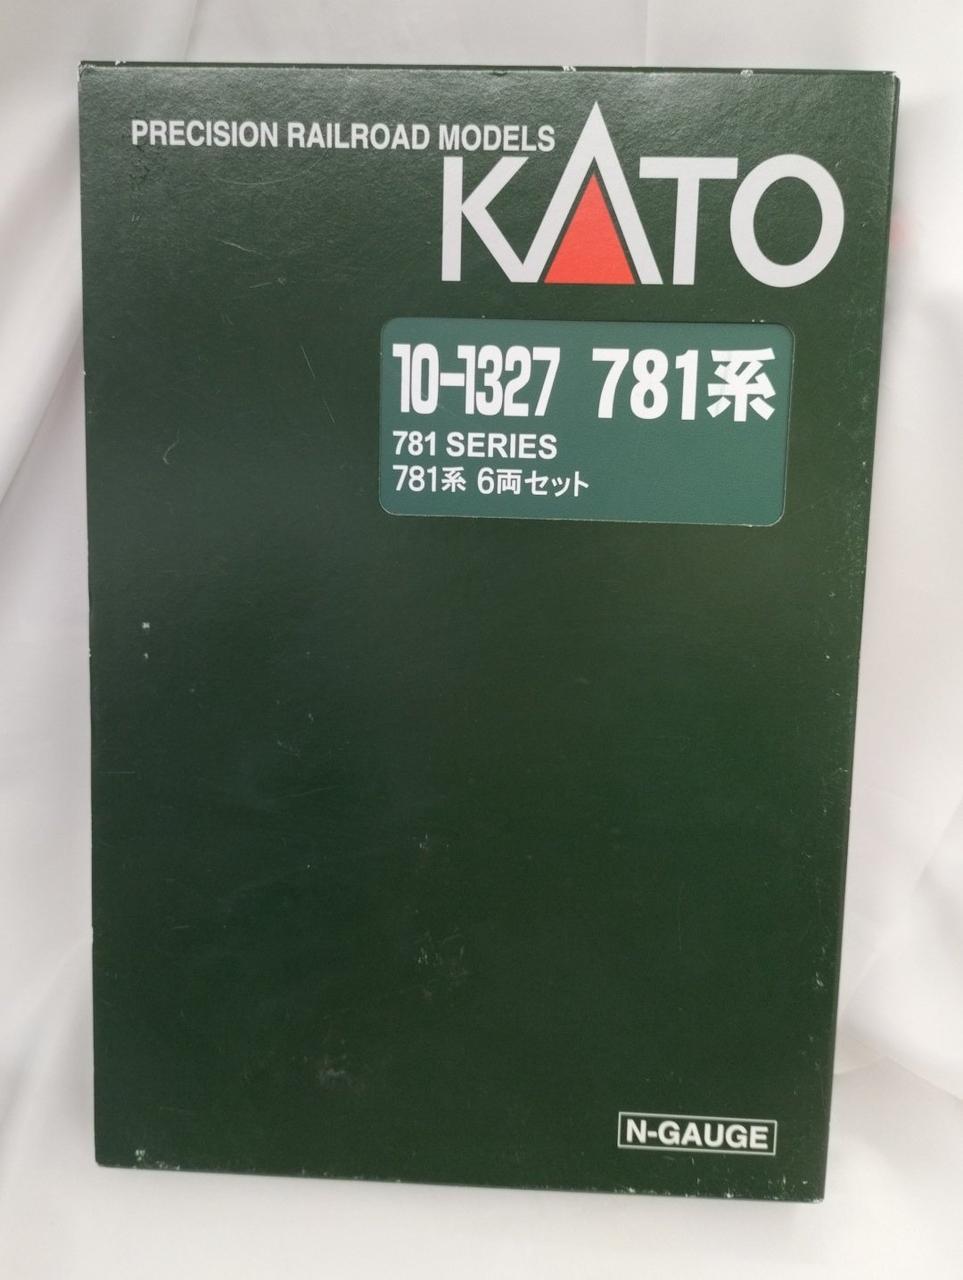 PRECISION RAILROAD MODELS
KATO
10-1327 781系
781 SERIES
781系 6両セット
N-GAUGE